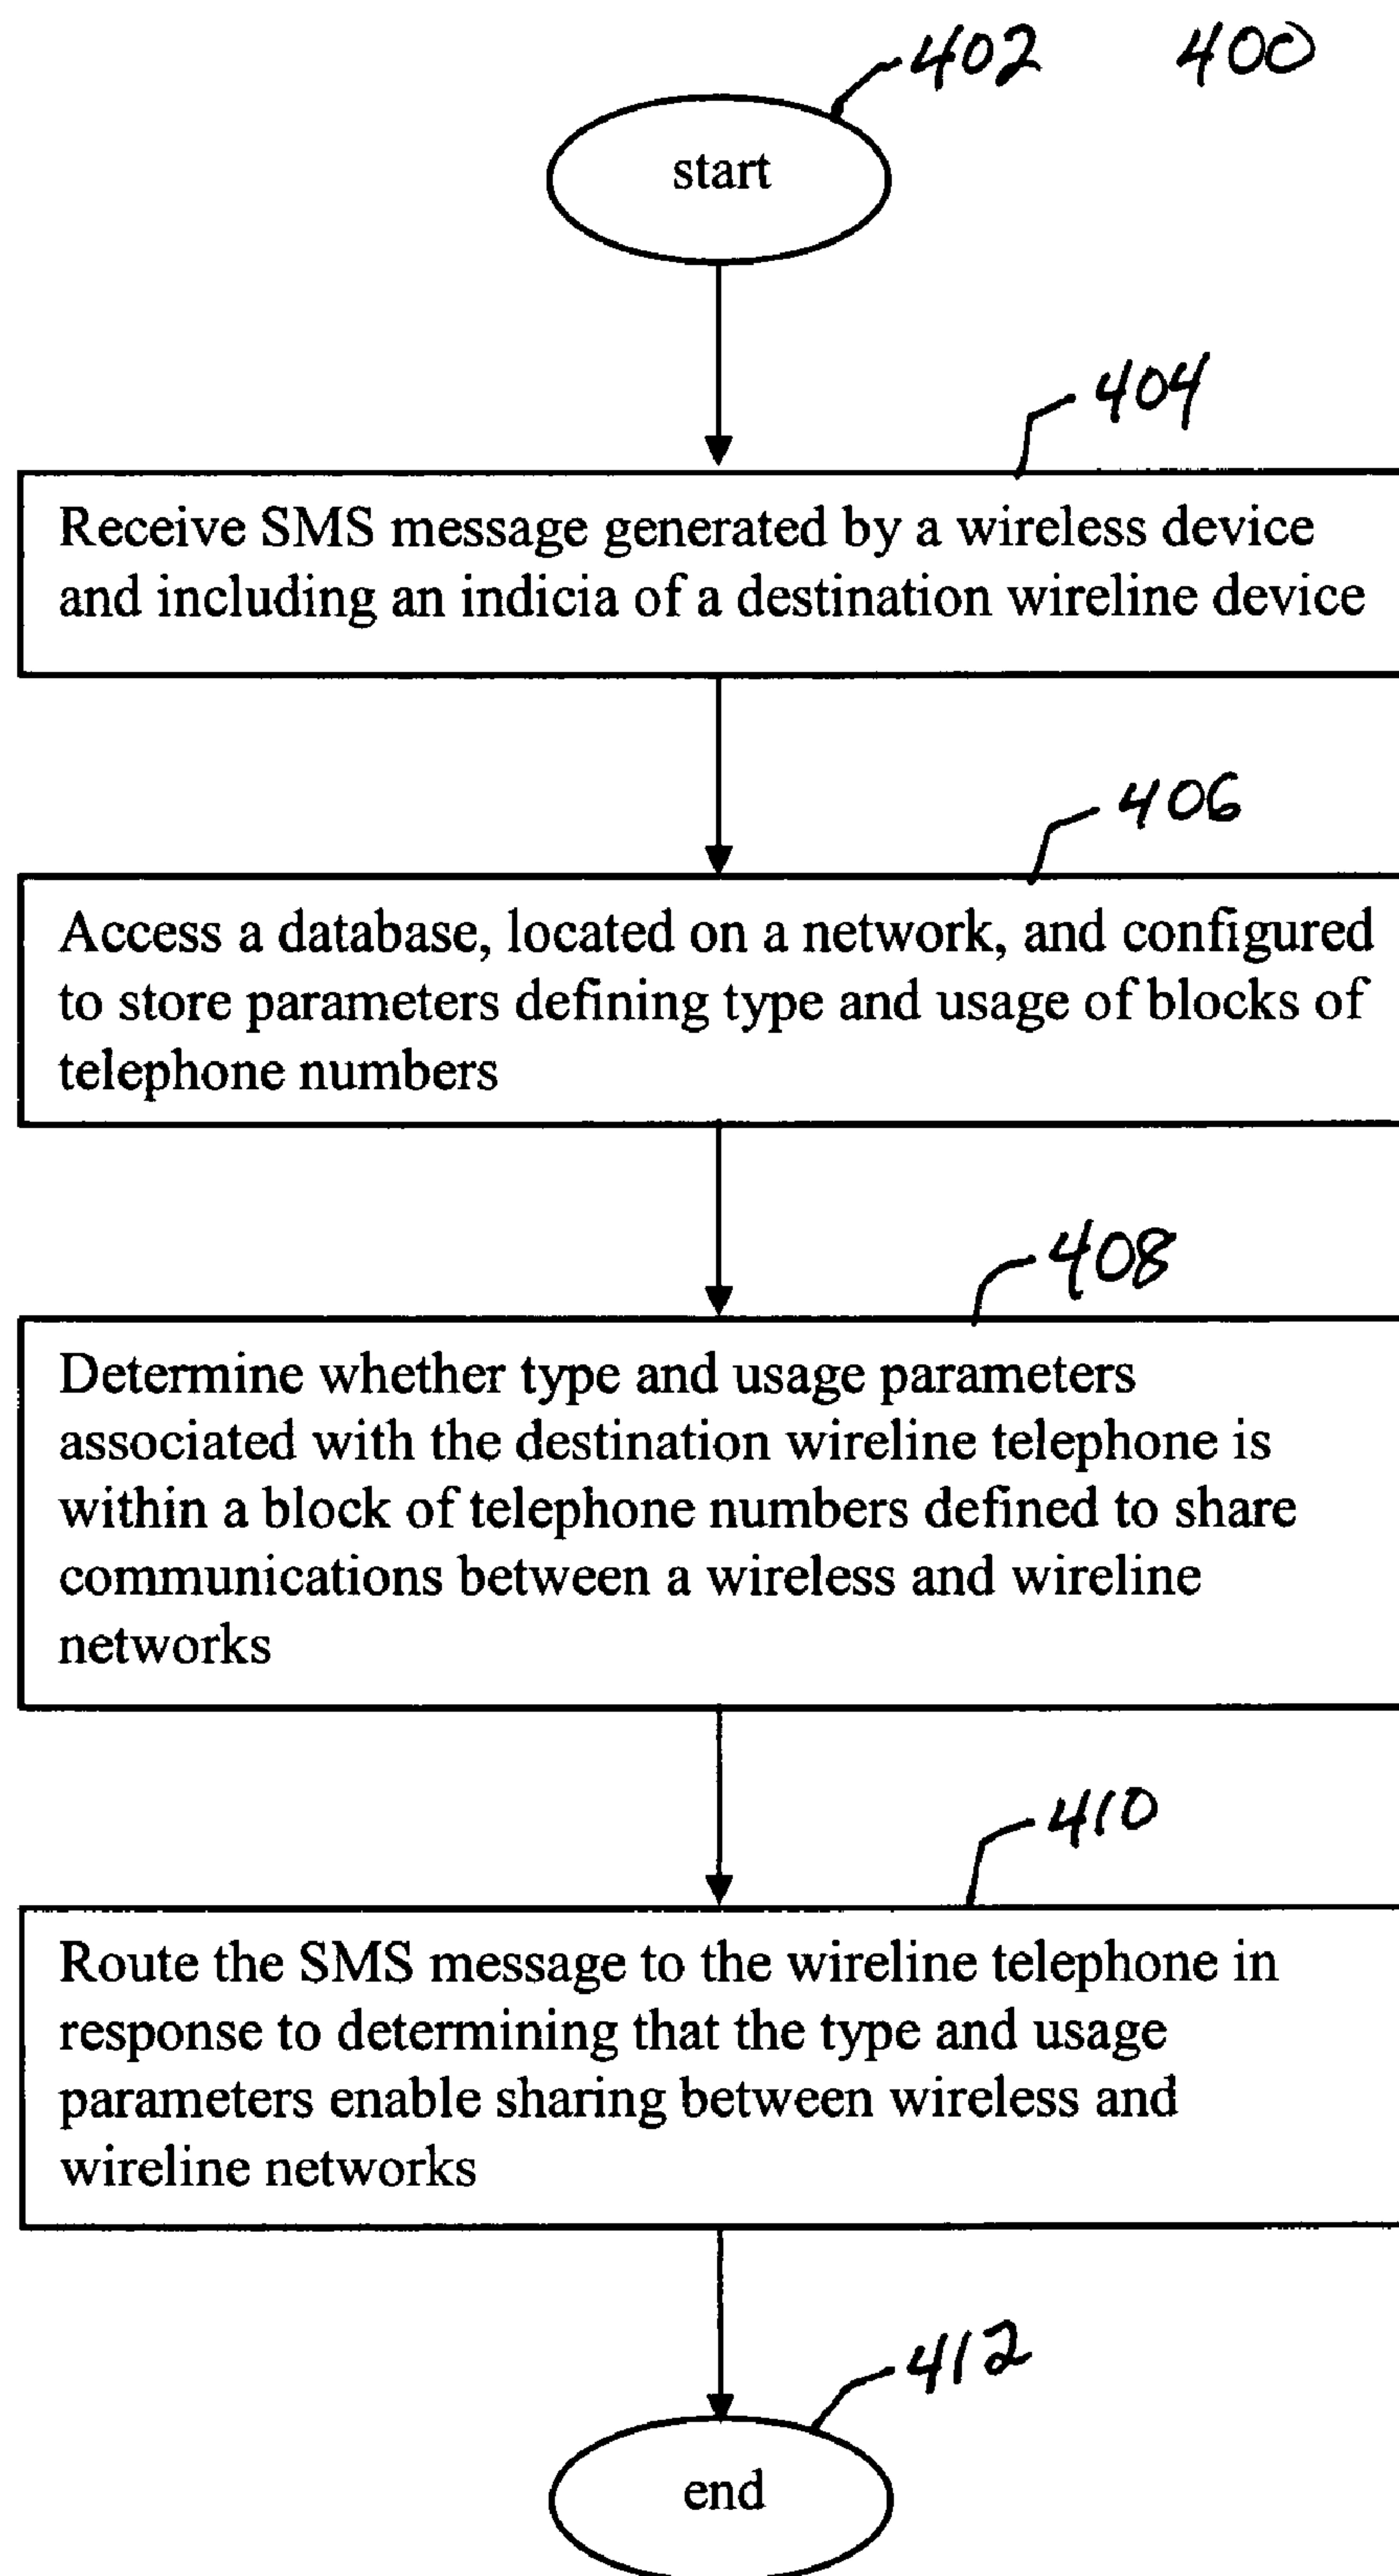 402 400
start
404
Receive SMS message generated by a wireless device
and including an indicia of a destination wireline device
406
Access a database, located on a network, and configured
to store parameters defining type and usage of blocks of
telephone numbers
408
Determine whether type and usage parameters
associated with the destination wireline telephone is
within a block of telephone numbers defined to share
communications between a wireless and wireline
networks
410
Route the SMS message to the wireline telephone in
response to determining that the type and usage
parameters enable sharing between wireless and
wireline networks
412
end